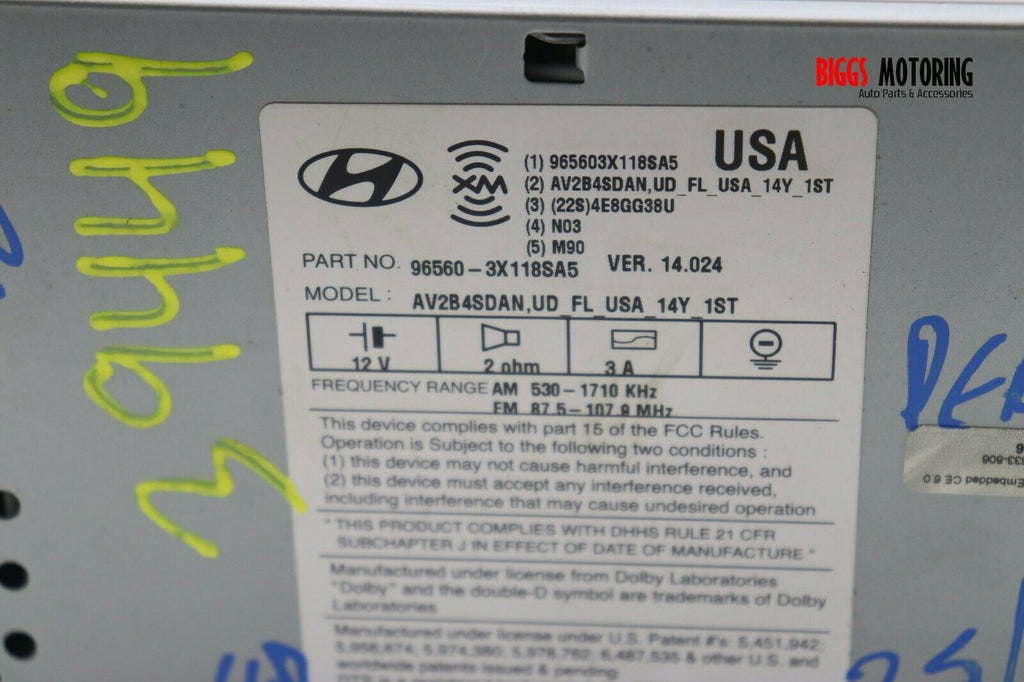 BIGGS MOTORING
Auto Parts & Accessories
39449
USA
XM
(1) 965603X118SA5
(2) AV2B4SDAN,UD_FL_USA_14Y_1ST
(3) (22S)4E8GG38U
(4) N03
(5) M90
PART NO. 96560-3X118SA5 VER. 14.024
MODEL : AV2B4SDAN,UD_FL_USA_14Y_1ST
12 V 2 ohm 3 A
FREQUENCY RANGE AM 530-1710 KHz
FM 87.5-107.9 MHz
This device complies with part 15 of the FCC Rules.
Operation is Subject to the following two conditions :
(1) this device may not cause harmful interference, and
(2) this device must accept any interference received,
including interference that may cause undesired operation
" THIS PRODUCT COMPLIES WITH DHHS RULE 21 CFR
SUBCHAPTER J IN EFFECT OF DATE OF MANUFACTURE "
Manufactured under license from Dolby Laboratories
"Dolby" and the double-D symbol are trademarks of Dolby
Laboratories
Manufactured under license under U.S. Patent #'s: 5,451,942;
5,956,674; 5,974,380; 5,978,762; 6,487,535 & other U.S. and
worldwide patents issued & pending.
Embedded CE 6.0